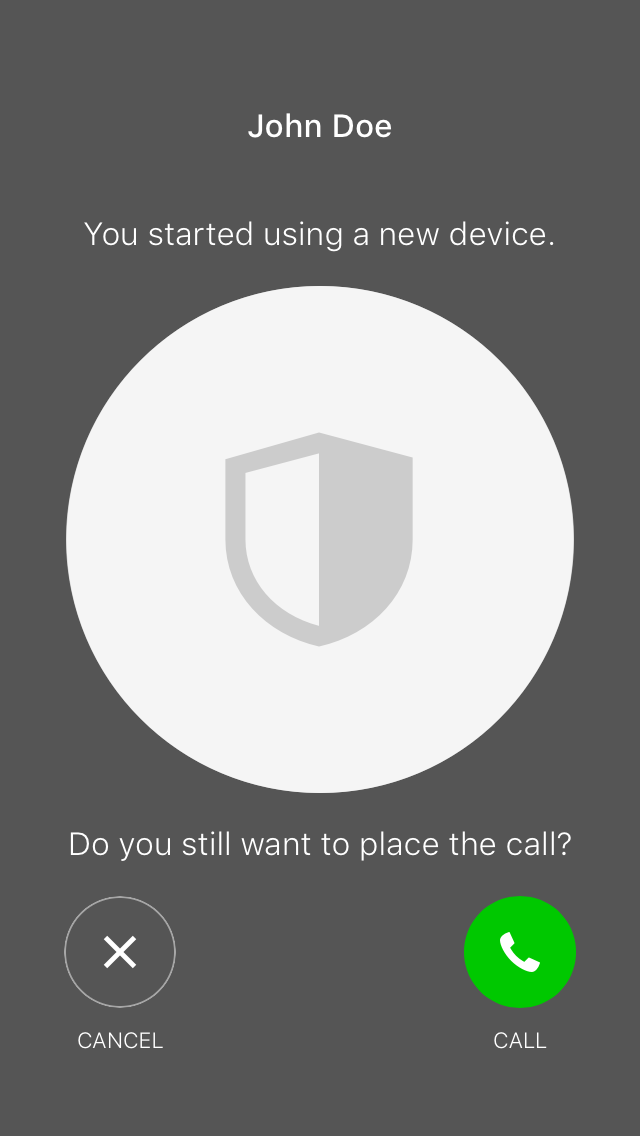 John Doe
You started using a new device.
Do you still want to place the call?
CANCEL
CALL